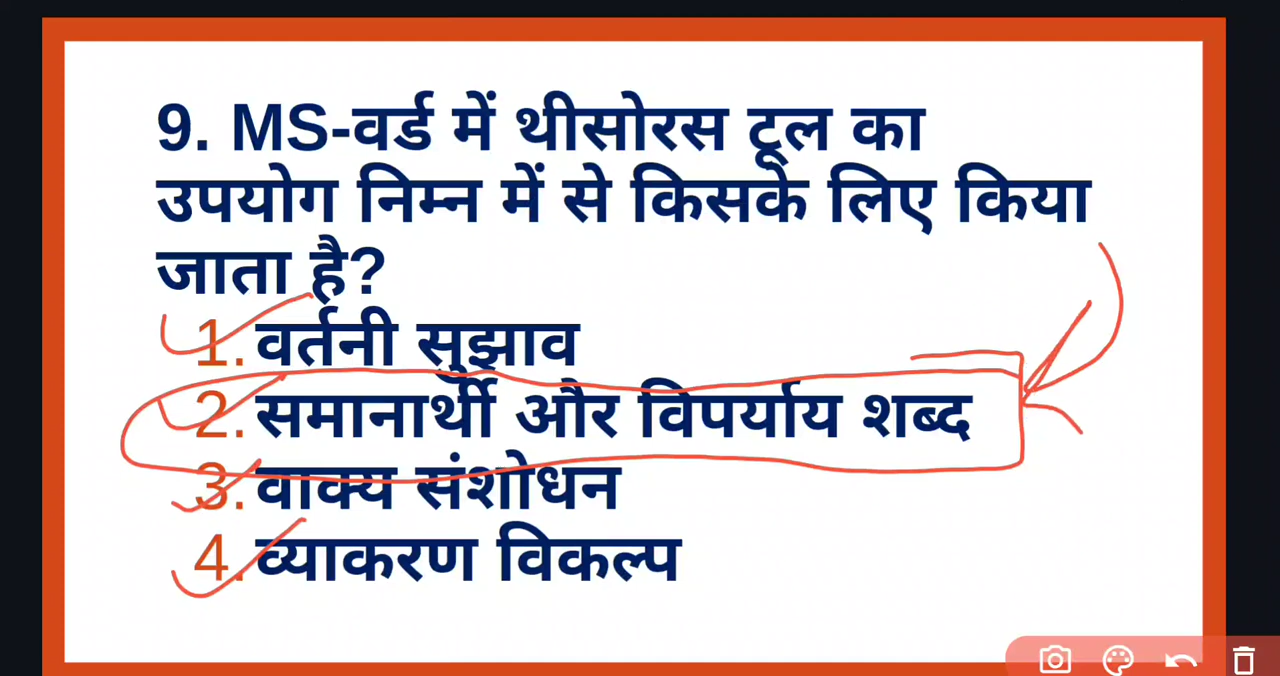 9. MS-वर्ड में थीसोरस टूल का
उपयोग निम्न में से किसके लिए किया
जाता है?
1. वर्तनी सुझाव
2. समानार्थी और विपर्याय शब्द
3. वाक्य संशोधन
4. व्याकरण विकल्प